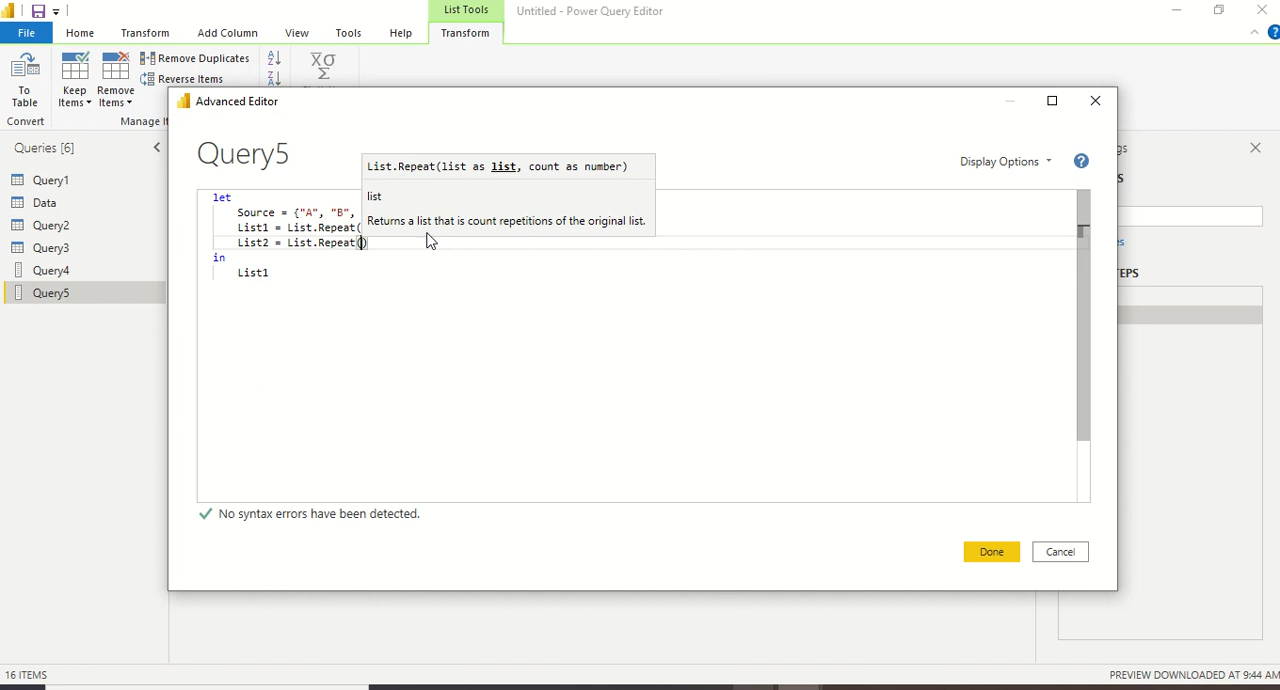 List Tools
Untitled - Power Query Editor
File
Home
Transform
Add Column
View
Tools
Help
Transform
To
Table
Keep
Items
Remove
Items
Remove Duplicates
Reverse Items
Convert
Manage It
Advanced Editor
Queries [6]
Query1
Data
Query2
Query3
Query4
Query5
Query5
Display Options
List.Repeat(list as list, count as number)
list
Returns a list that is count repetitions of the original list.
let
Source = {"A", "B",
List1 = List.Repeat(
List2 = List.Repeat()
in
List1
No syntax errors have been detected.
Done
Cancel
16 ITEMS
PREVIEW DOWNLOADED AT 9:44 AM